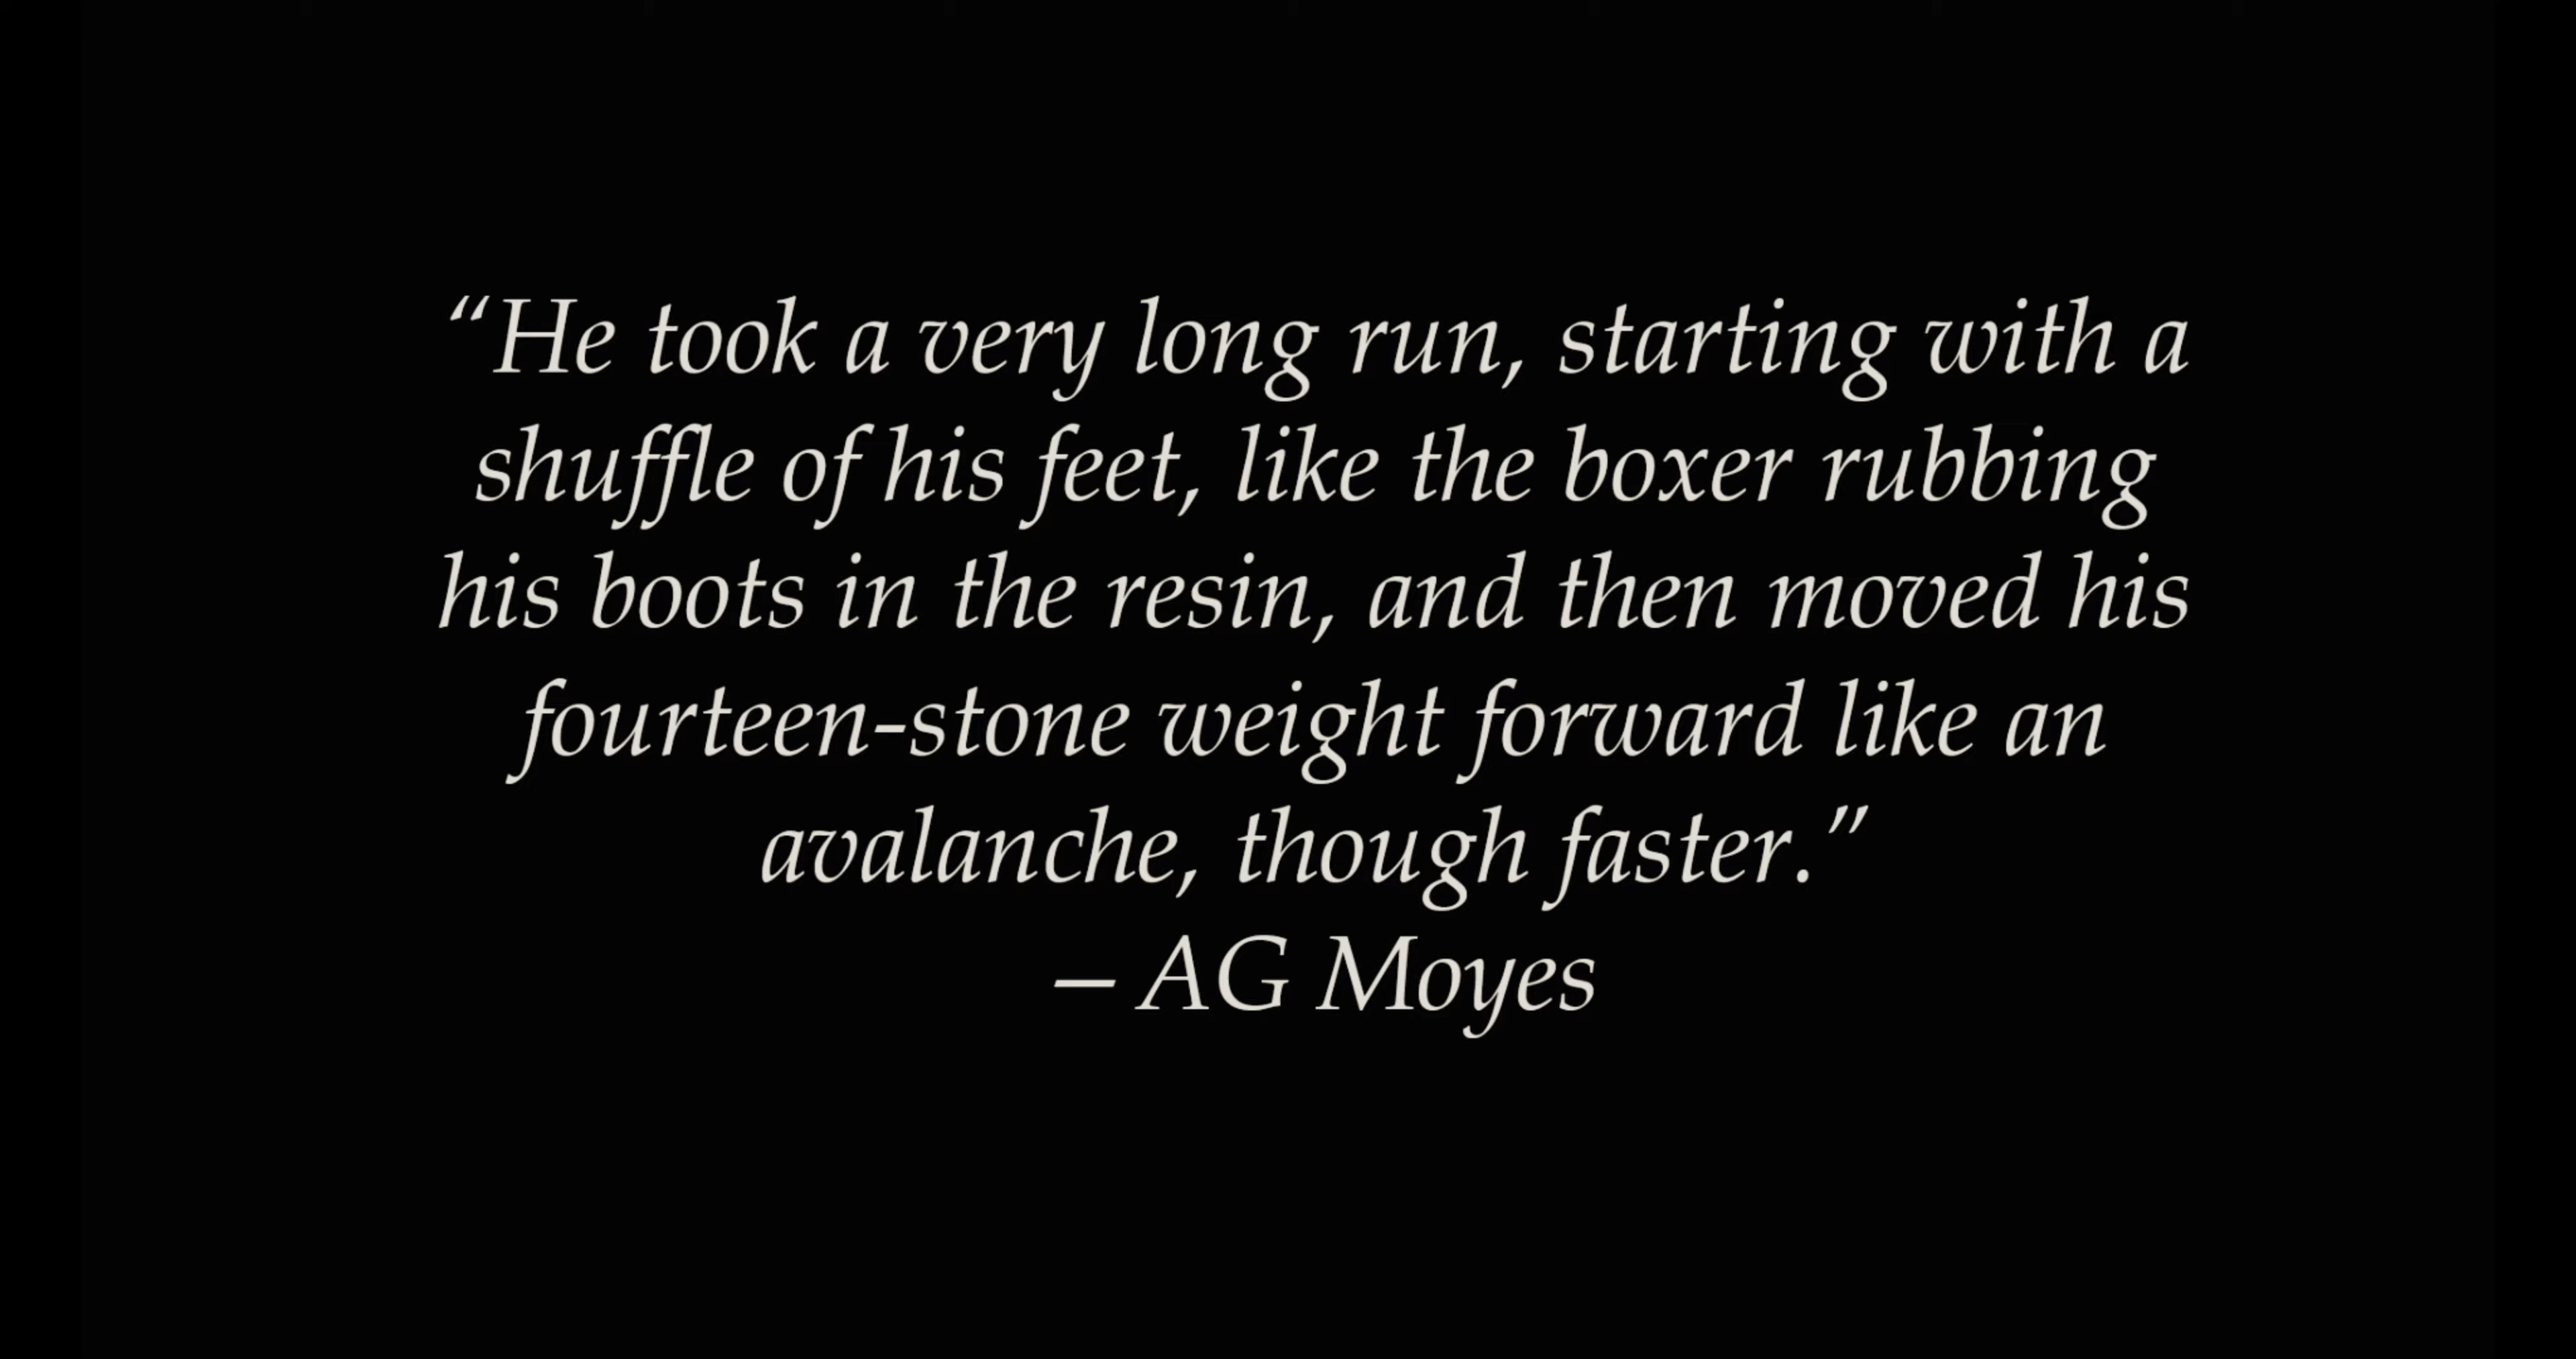 “He took a very long run, starting with a
shuffle of his feet, like the boxer rubbing
his boots in the resin, and then moved his
fourteen-stone weight forward like an
avalanche, though faster.”
– AG Moyes